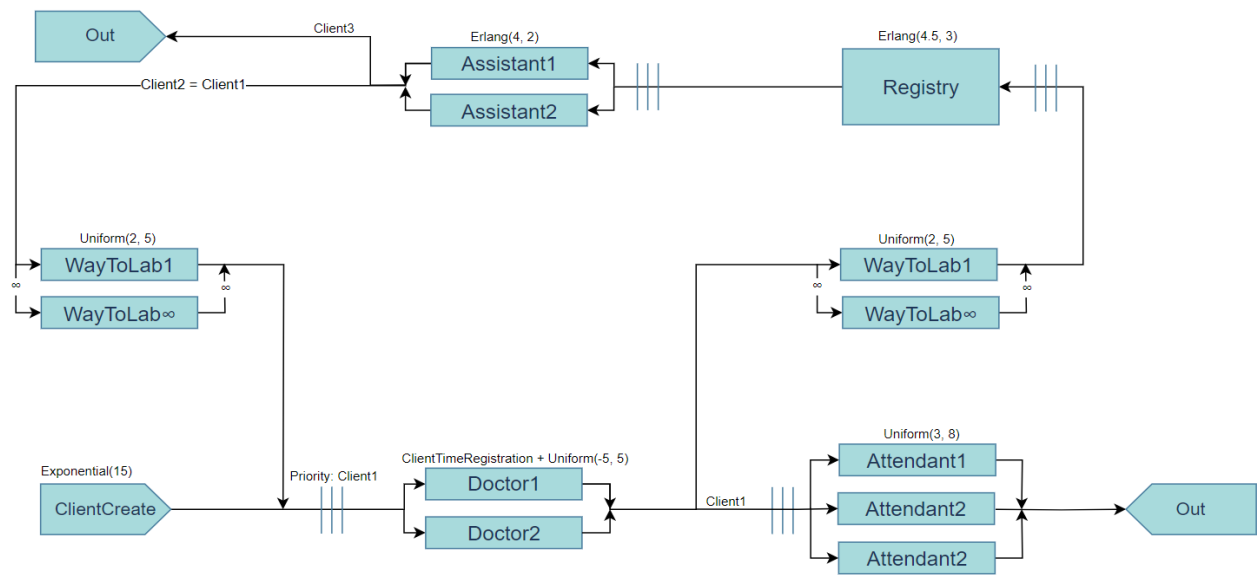 Out
Client3
Erlang(4, 2)
Assistant1
Assistant2
Erlang(4.5, 3)
Registry
Client2 = Client1
Uniform(2, 5)
WayToLab1
∞
∞
WayToLab∞
Uniform(2, 5)
WayToLab1
∞
∞
WayToLab∞
Exponential(15)
ClientCreate
Priority: Client1
ClientTimeRegistration + Uniform(-5, 5)
Doctor1
Doctor2
Client1
Uniform(3, 8)
Attendant1
Attendant2
Attendant2
Out